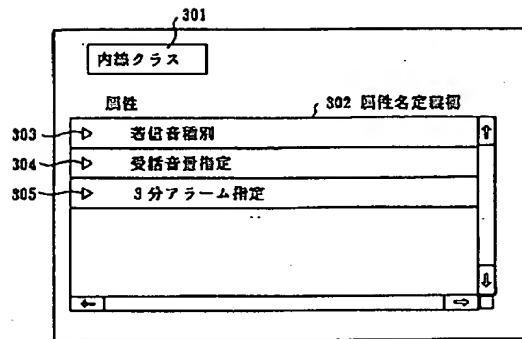 301
内線クラス
属性 302 属性名定義欄
303 着信音種別
304 受話音量指定
305 3分アラーム指定